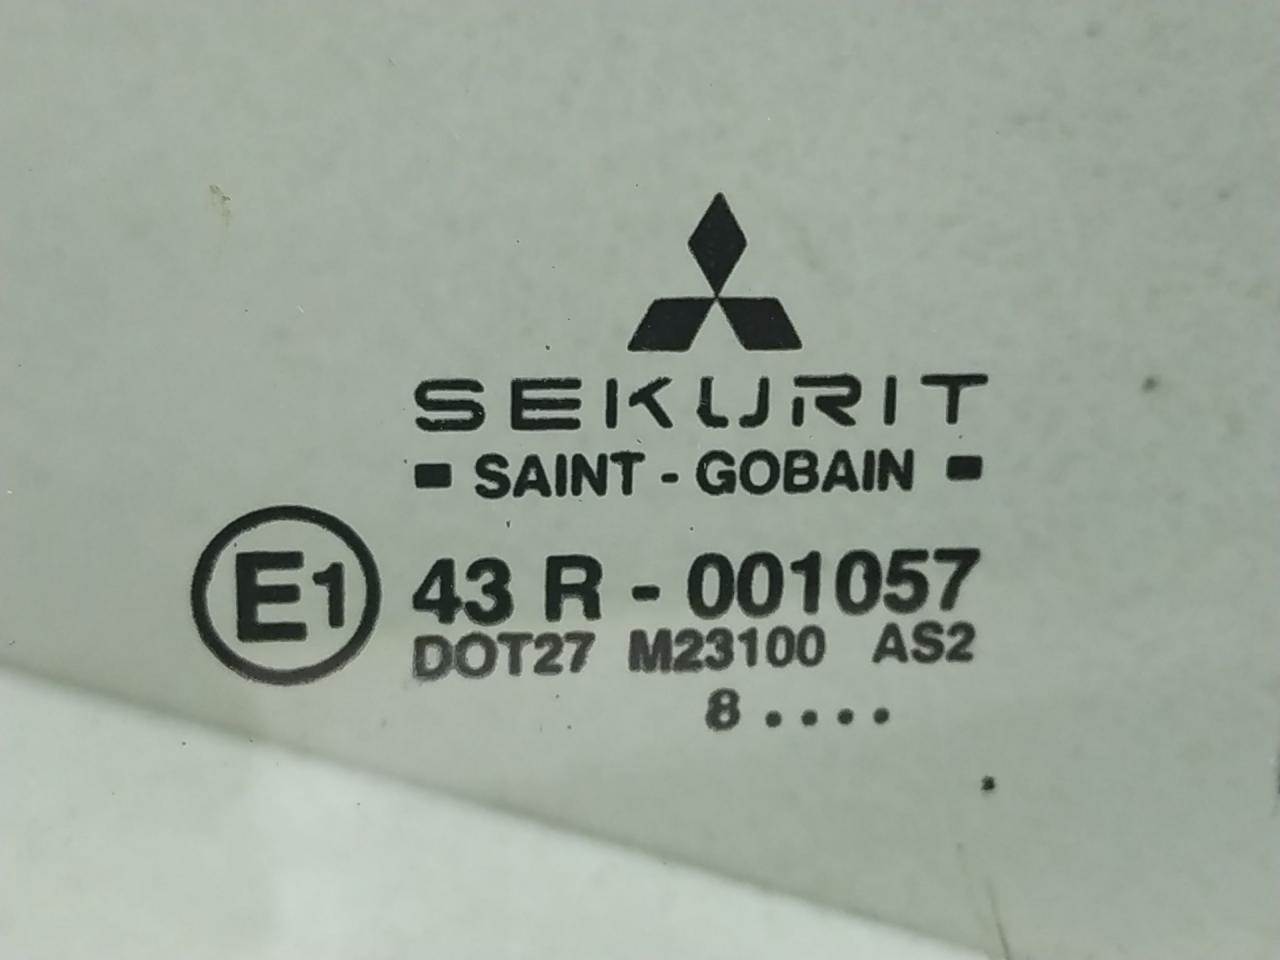 SEKURIT
SAINT - GOBAIN
E1 43 R - 001057
DOT27 M23100 AS2
8 ....